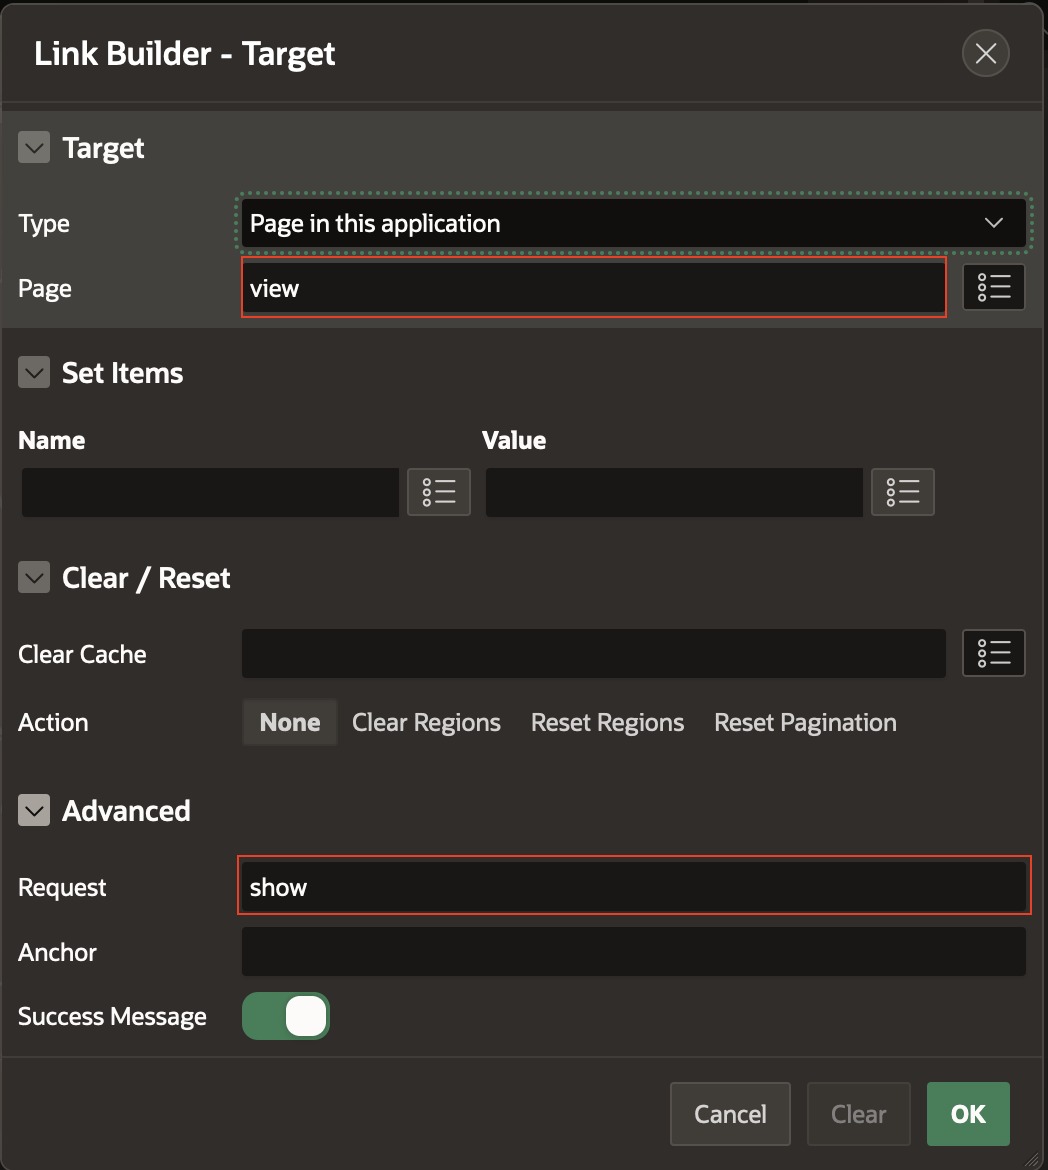 Link Builder - Target
Target
Type Page in this application
Page view
Set Items
Name Value
Clear / Reset
Clear Cache
Action None Clear Regions Reset Regions Reset Pagination
Advanced
Request show
Anchor
Success Message
Cancel Clear OK